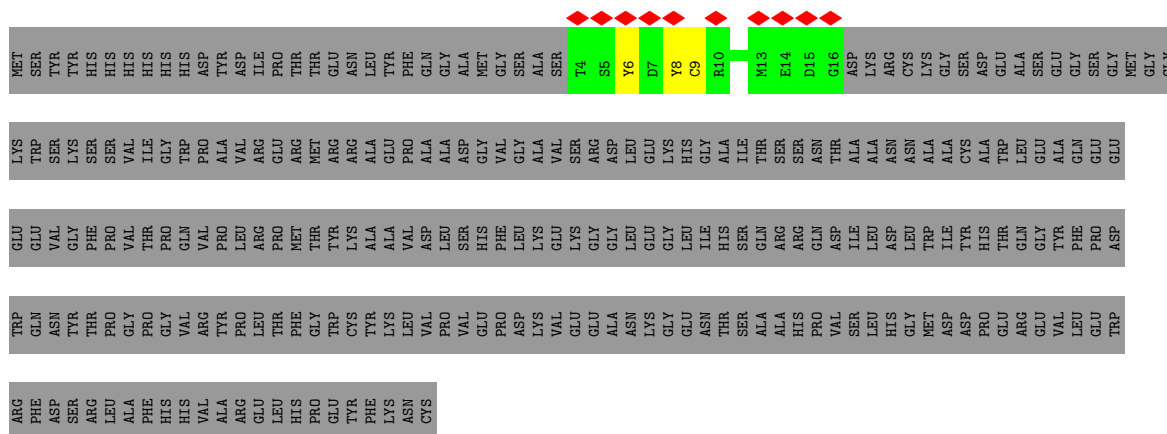 MET SER TYR TYR HIS HIS HIS HIS HIS HIS ASP TYR ASP ILE PRO THR THR GLU ASN LEU TYR PHE GLN GLY ALA MET GLY SER ALA SER T4 S5 Y6 D7 Y8 C9 R10 M13 E14 D15 G16 ASP LYS ARG CYS LYS GLY SER ASP GLU ALA SER GLU GLY SER GLY MET GLY GLY
LYS TRP SER LYS SER SER VAL ILE GLY TRP PRO ALA VAL ARG GLU ARG MET ARG ARG ALA GLU PRO ALA ALA ASP GLY VAL GLY ALA VAL SER ARG ASP LEU GLU LYS HIS GLY ALA ILE THR SER SER ASN THR ALA ALA ASN ASN ALA ALA CYS ALA TRP LEU GLU ALA GLN GLU GLU
GLU GLU VAL GLY PHE PRO VAL THR PRO GLN VAL PRO LEU ARG PRO MET THR TYR LYS ALA ALA VAL ASP LEU SER HIS PHE LEU LYS GLU LYS GLY GLY LEU GLU GLY LEU ILE HIS SER GLN ARG ARG GLN ASP ILE LEU ASP LEU TRP ILE TYR HIS THR GLN GLY TYR PHE PRO ASP
TRP GLN ASN TYR THR PRO GLY PRO GLY VAL ARG TYR PRO LEU THR PHE GLY TRP CYS TYR LYS LEU VAL PRO VAL GLU PRO ASP LYS VAL GLU GLU ALA ASN LYS GLY GLU ASN THR SER ALA ALA HIS PRO VAL SER LEU HIS GLY MET ASP ASP PRO GLU ARG GLU VAL LEU GLU TRP
ARG PHE ASP SER ARG LEU ALA PHE HIS HIS VAL ALA ARG GLU LEU HIS PRO GLU TYR PHE LYS ASN CYS